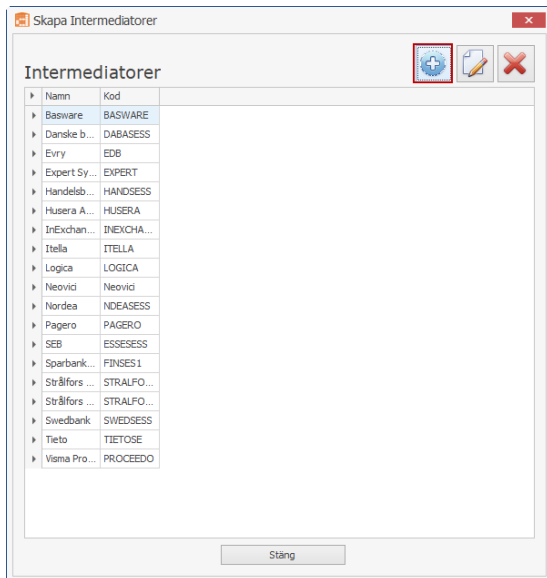 Skapa Intermediatorer
Intermediatorer
Namn Kod
Basware BASWARE
Danske b... DABASESS
Evry EDB
Expert Sy... EXPERT
Handelsb... HANDSESS
Husera A... HUSERA
InExchan... INEXCHA...
Itella ITELLA
Logica LOGICA
Neovici Neovici
Nordea NDEASESS
Pagero PAGERO
SEB ESSESESS
Sparbank... FINSES1
Strålfors ... STRALFO...
Strålfors ... STRALFO...
Swedbank SWEDSESS
Tieto TIETOSE
Visma Pro... PROCEEDO
Stäng